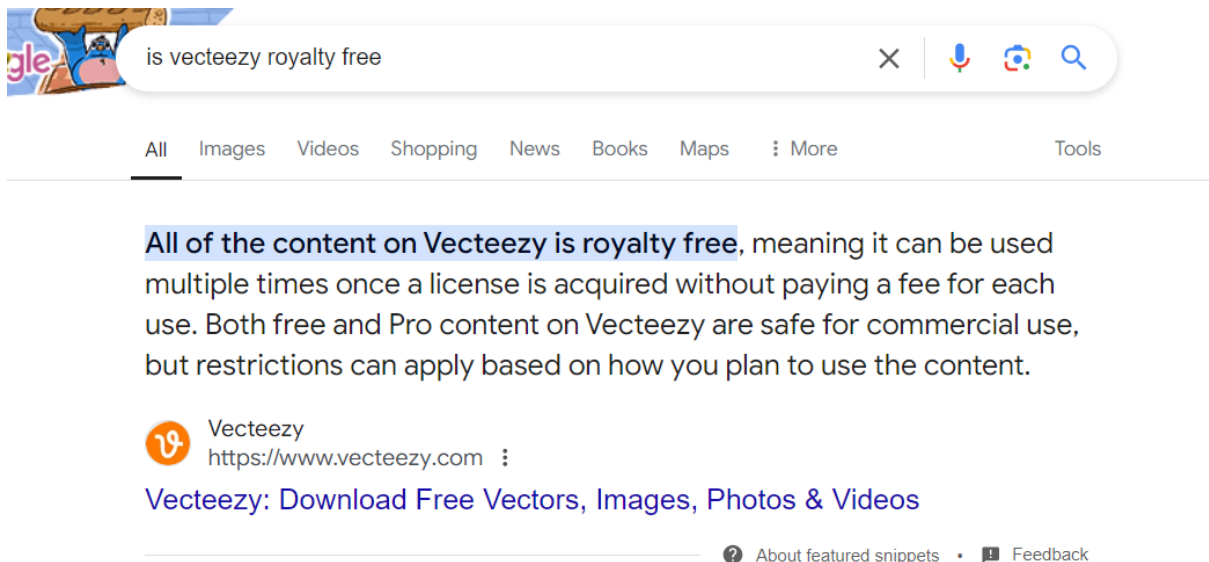 gle
is vecteezy royalty free
All Images Videos Shopping News Books Maps More Tools
All of the content on Vecteezy is royalty free, meaning it can be used
multiple times once a license is acquired without paying a fee for each
use. Both free and Pro content on Vecteezy are safe for commercial use,
but restrictions can apply based on how you plan to use the content.
Vecteezy
https://www.vecteezy.com
Vecteezy: Download Free Vectors, Images, Photos & Videos
About featured snippets • Feedback